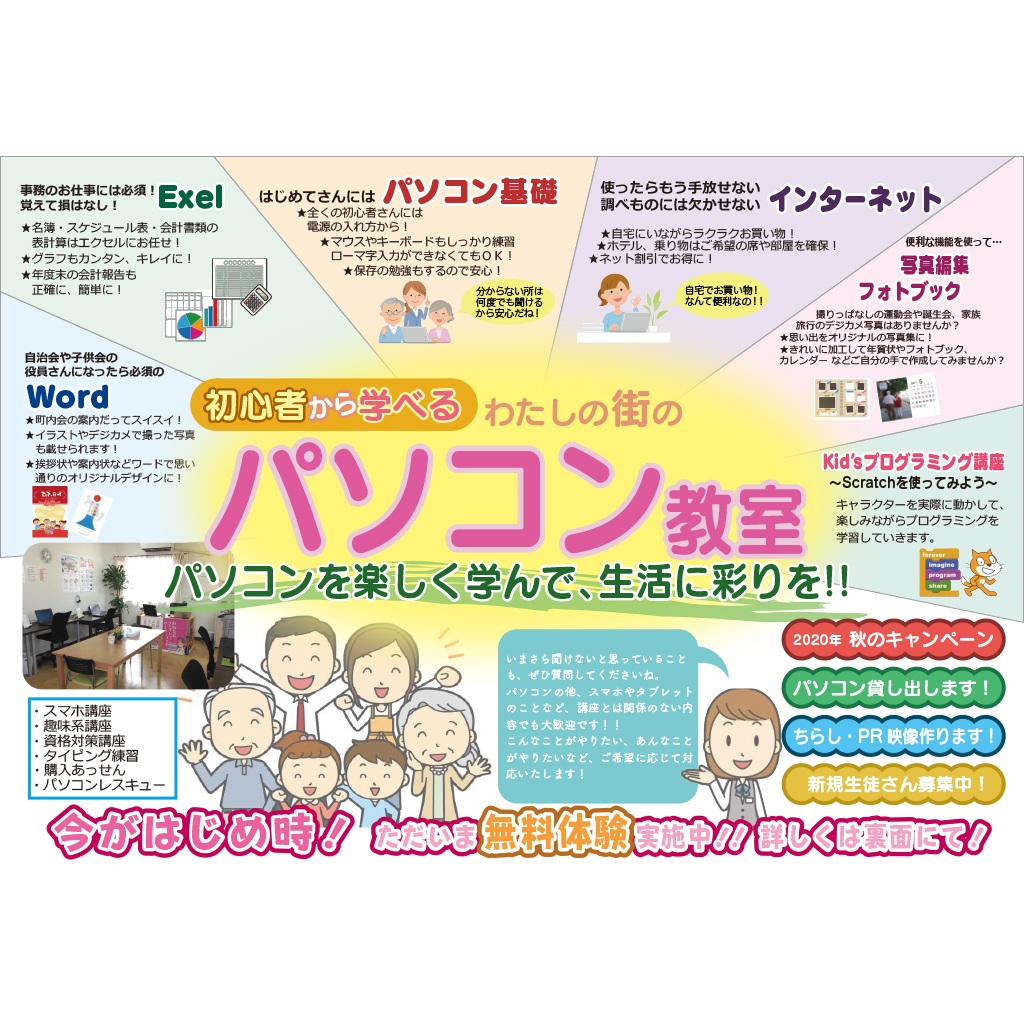 事務のお仕事には必須!
覚えて損はなし!
Exel
★名簿・スケジュール表・会計書類の
表計算はエクセルにお任せ!
★グラフもカンタン、キレイに!
★年度末の会計報告も
正確に、簡単に!
はじめてさんには
パソコン基礎
★全くの初心者さんには
電源の入れ方から!
★マウスやキーボードもしっかり練習
ローマ字入力ができなくてもOK!
★保存の勉強もするので安心!
分からない所は
何度でも聞ける
から安心だね!
使ったらもう手放せない
調べものには欠かせない
インターネット
★自宅にいながらラクラクお買い物!
★ホテル、乗り物はご希望の席や部屋を確保!
★ネット割引でお得に!
自宅でお買い物!
なんて便利なの!!
便利な機能を使って…
写真編集
フォトブック
撮りっぱなしの運動会や誕生会、家族
旅行のデジカメ写真はありませんか?
★思い出をオリジナルの写真集に!
★きれいに加工して年賀状やフォトブック、
カレンダー などご自分の手で作成してみませんか?
自治会や子供会の
役員さんになったら必須の
Word
★町内会の案内だってスイスイ!
★イラストやデジカメで撮った写真
も載せられます!
★挨拶状や案内状などワードで思い
通りのオリジナルデザインに!
初心者から学べる
わたしの街の
パソコン教室
パソコンを楽しく学んで、生活に彩りを!!
Kid'sプログラミング講座
~Scratchを使ってみよう~
キャラクターを実際に動かして、
楽しみながらプログラミングを
学習していきます。
forever
imagine
program
share
・スマホ講座
・趣味系講座
・資格対策講座
・タイピング練習
・購入あっせん
・パソコンレスキュー
いまさら聞けないと思っていること
も、ぜひ質問してくださいね。
パソコンの他、スマホやタブレット
のことなど、講座とは関係のない内
容でも大歓迎です!!
こんなことがやりたい、あんなこと
がやりたいなど、ご希望に応じて対
応いたします!
2020年 秋のキャンペーン
パソコン貸し出します!
ちらし・PR映像作ります!
新規生徒さん募集中!
今がはじめ時! ただいま無料体験実施中!! 詳しくは裏面にて!